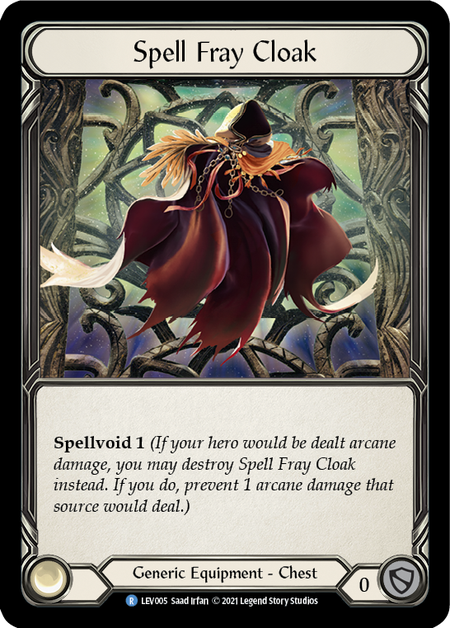 Spell Fray Cloak
Spellvoid 1 (If your hero would be dealt arcane
damage, you may destroy Spell Fray Cloak
instead. If you do, prevent 1 arcane damage that
source would deal.)
Generic Equipment - Chest
0
R LEV005 Saad Irfan © 2021 Legend Story Studios